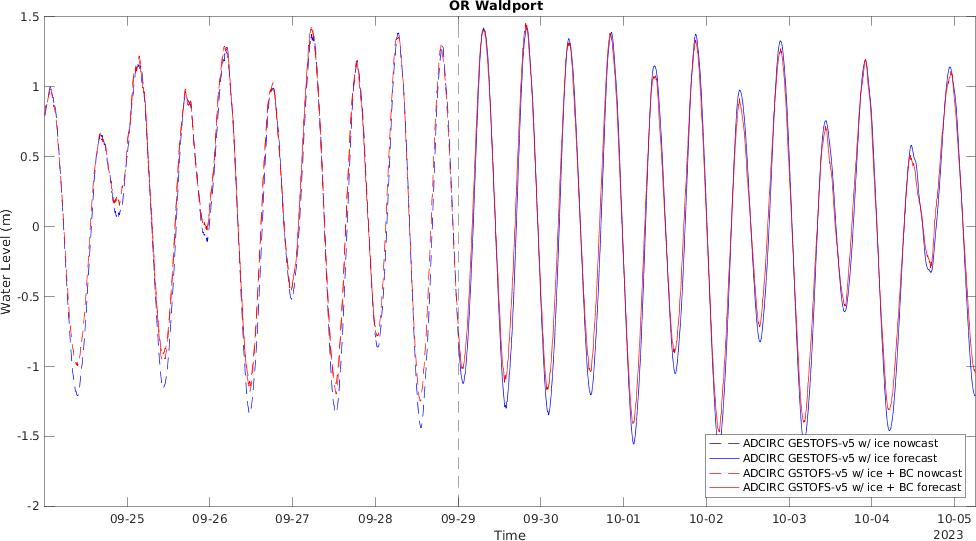 OR Waldport
1.5
1
0.5
0
-0.5
-1
-1.5
-2
Water Level (m)
ADCIRC GESTOFS-v5 w/ ice nowcast
ADCIRC GESTOFS-v5 w/ ice forecast
ADCIRC GSTOFS-v5 w/ ice + BC nowcast
ADCIRC GSTOFS-v5 w/ ice + BC forecast
09-25 09-26 09-27 09-28 09-29 09-30 10-01 10-02 10-03 10-04 10-05
Time
2023